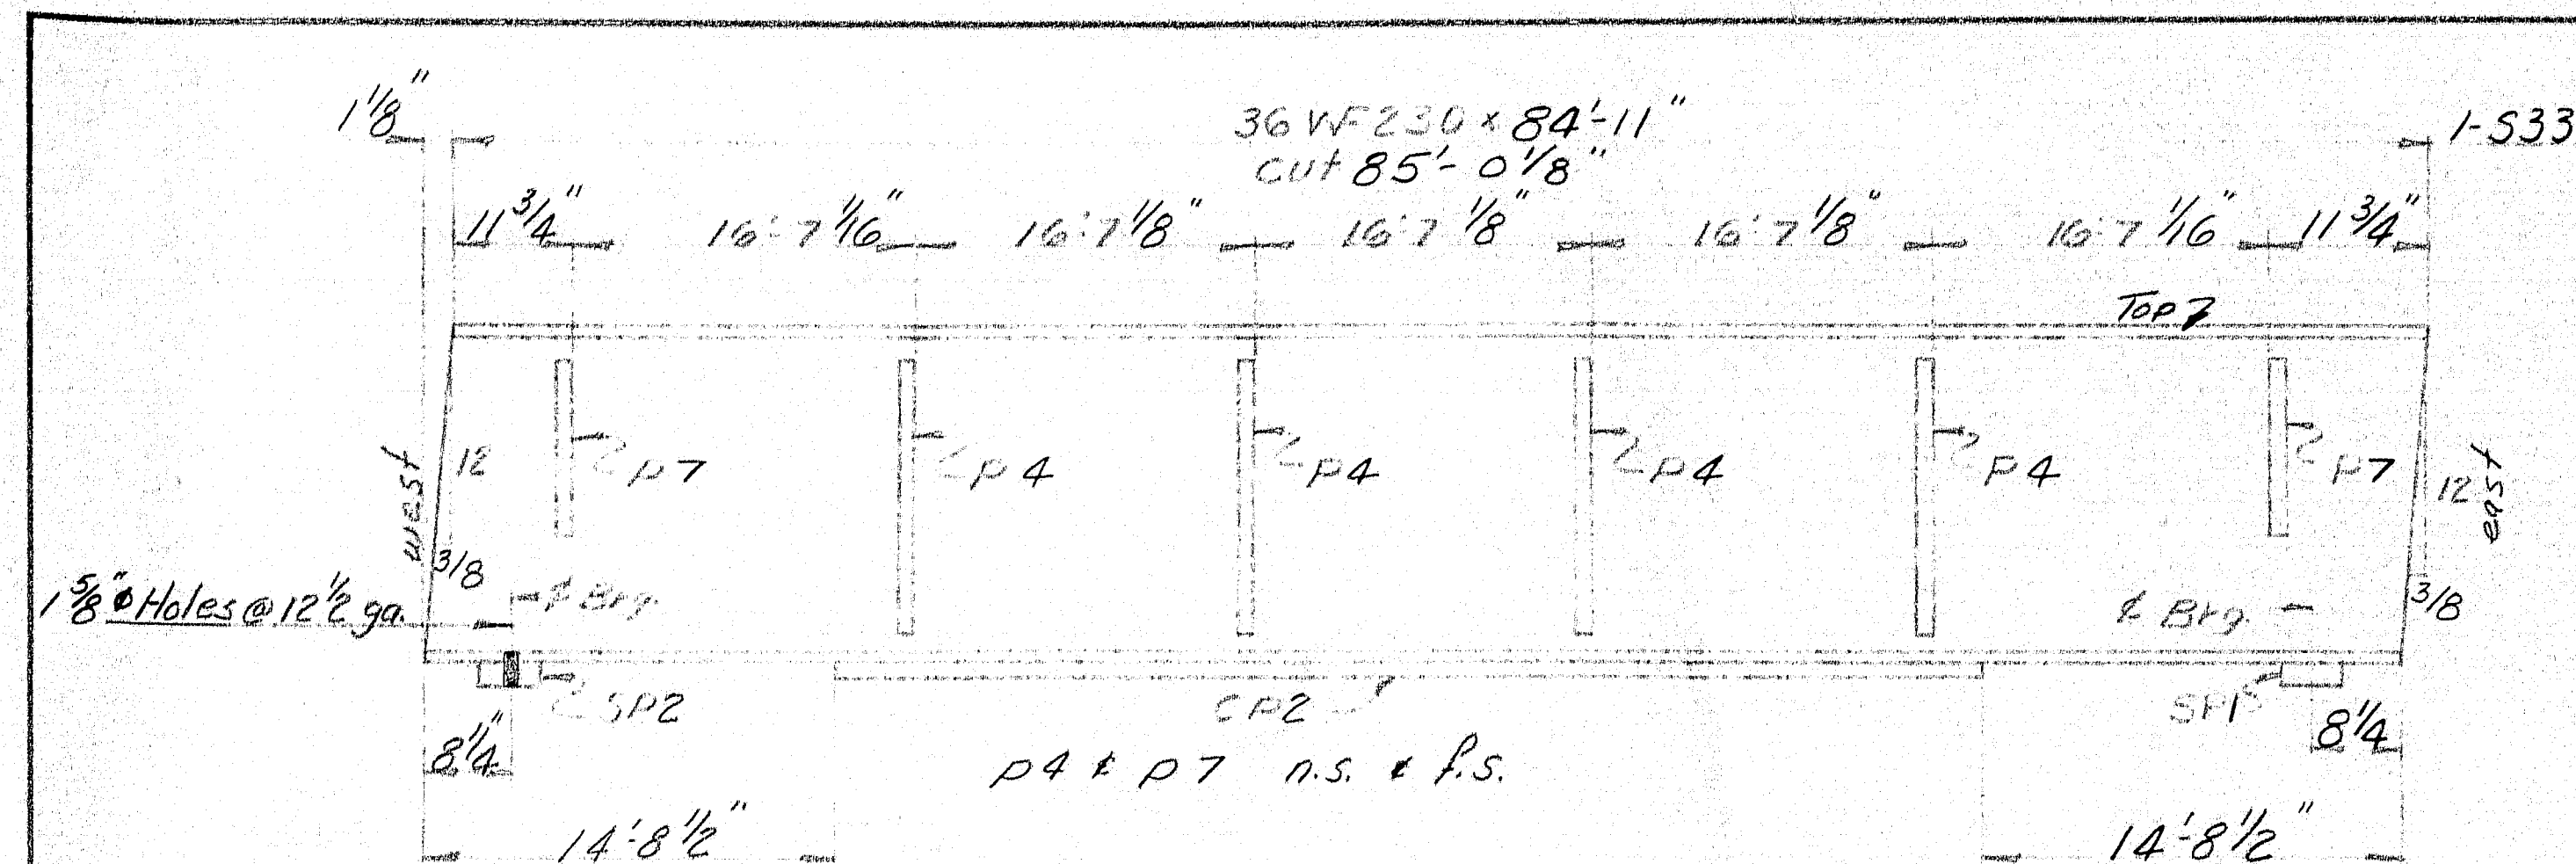 1 1/8"
36 WF 230 x 84'-11"
1-S33
cut 85'-0 1/8"
11 3/4" 16'-7 1/16" 16'-7 1/8" 16'-7 1/8" 16'-7 1/8" 16'-7 1/16" 11 3/4"
Top
west 12 p7 p4 p4 p4 p4 p7 12 east
3/8 3/8
1 5/8" ϕ Holes @ 12 1/2 ga. ℄ Brg. ℄ Brg.
SP2 CP2 SP1
8 1/4" 8 1/4
p4 & p7 n.s. & f.s.
14'-8 1/2" 14'-8 1/2"